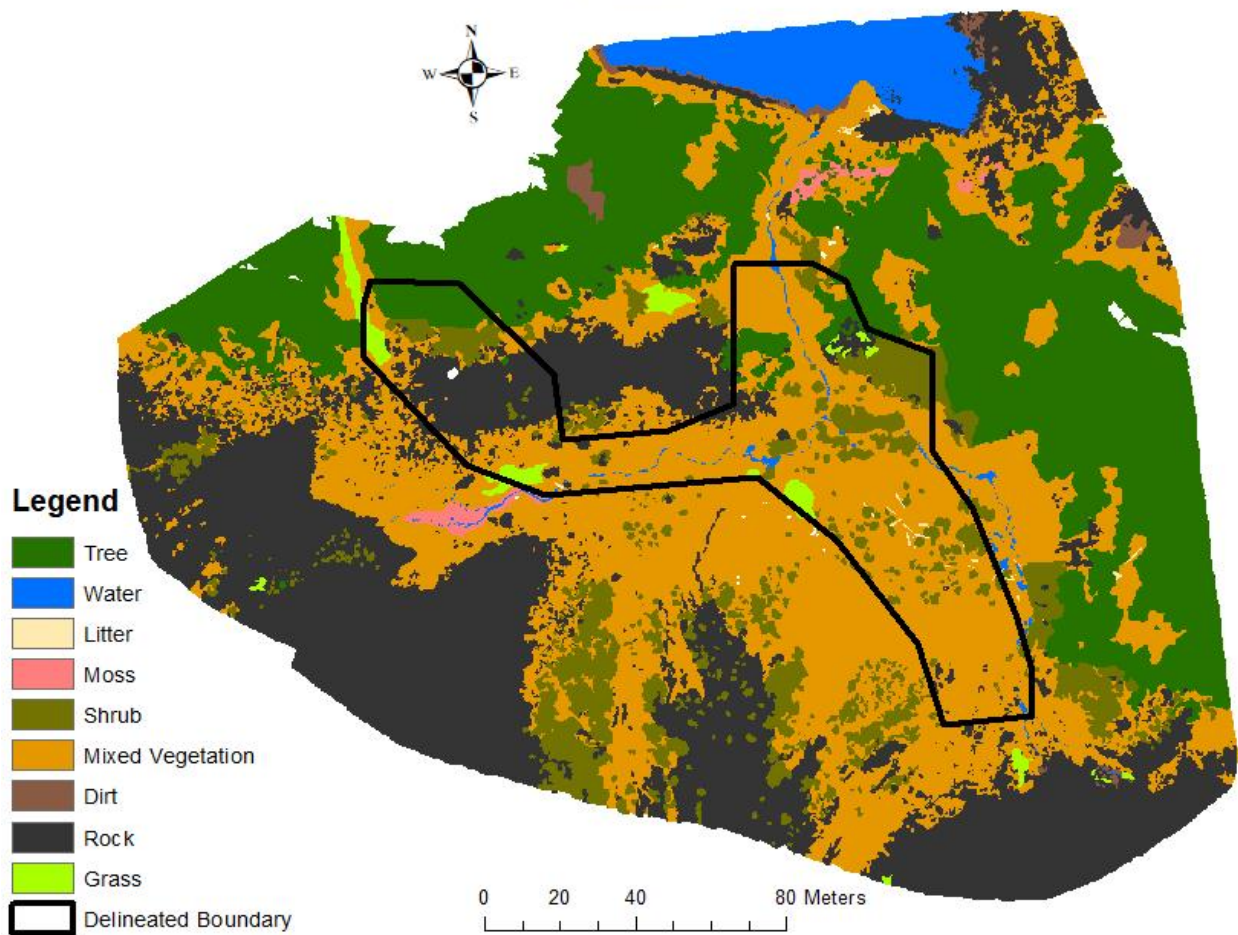 N
W E
S
Legend
Tree
Water
Litter
Moss
Shrub
Mixed Vegetation
Dirt
Rock
Grass
Delineated Boundary
0 20 40 80 Meters